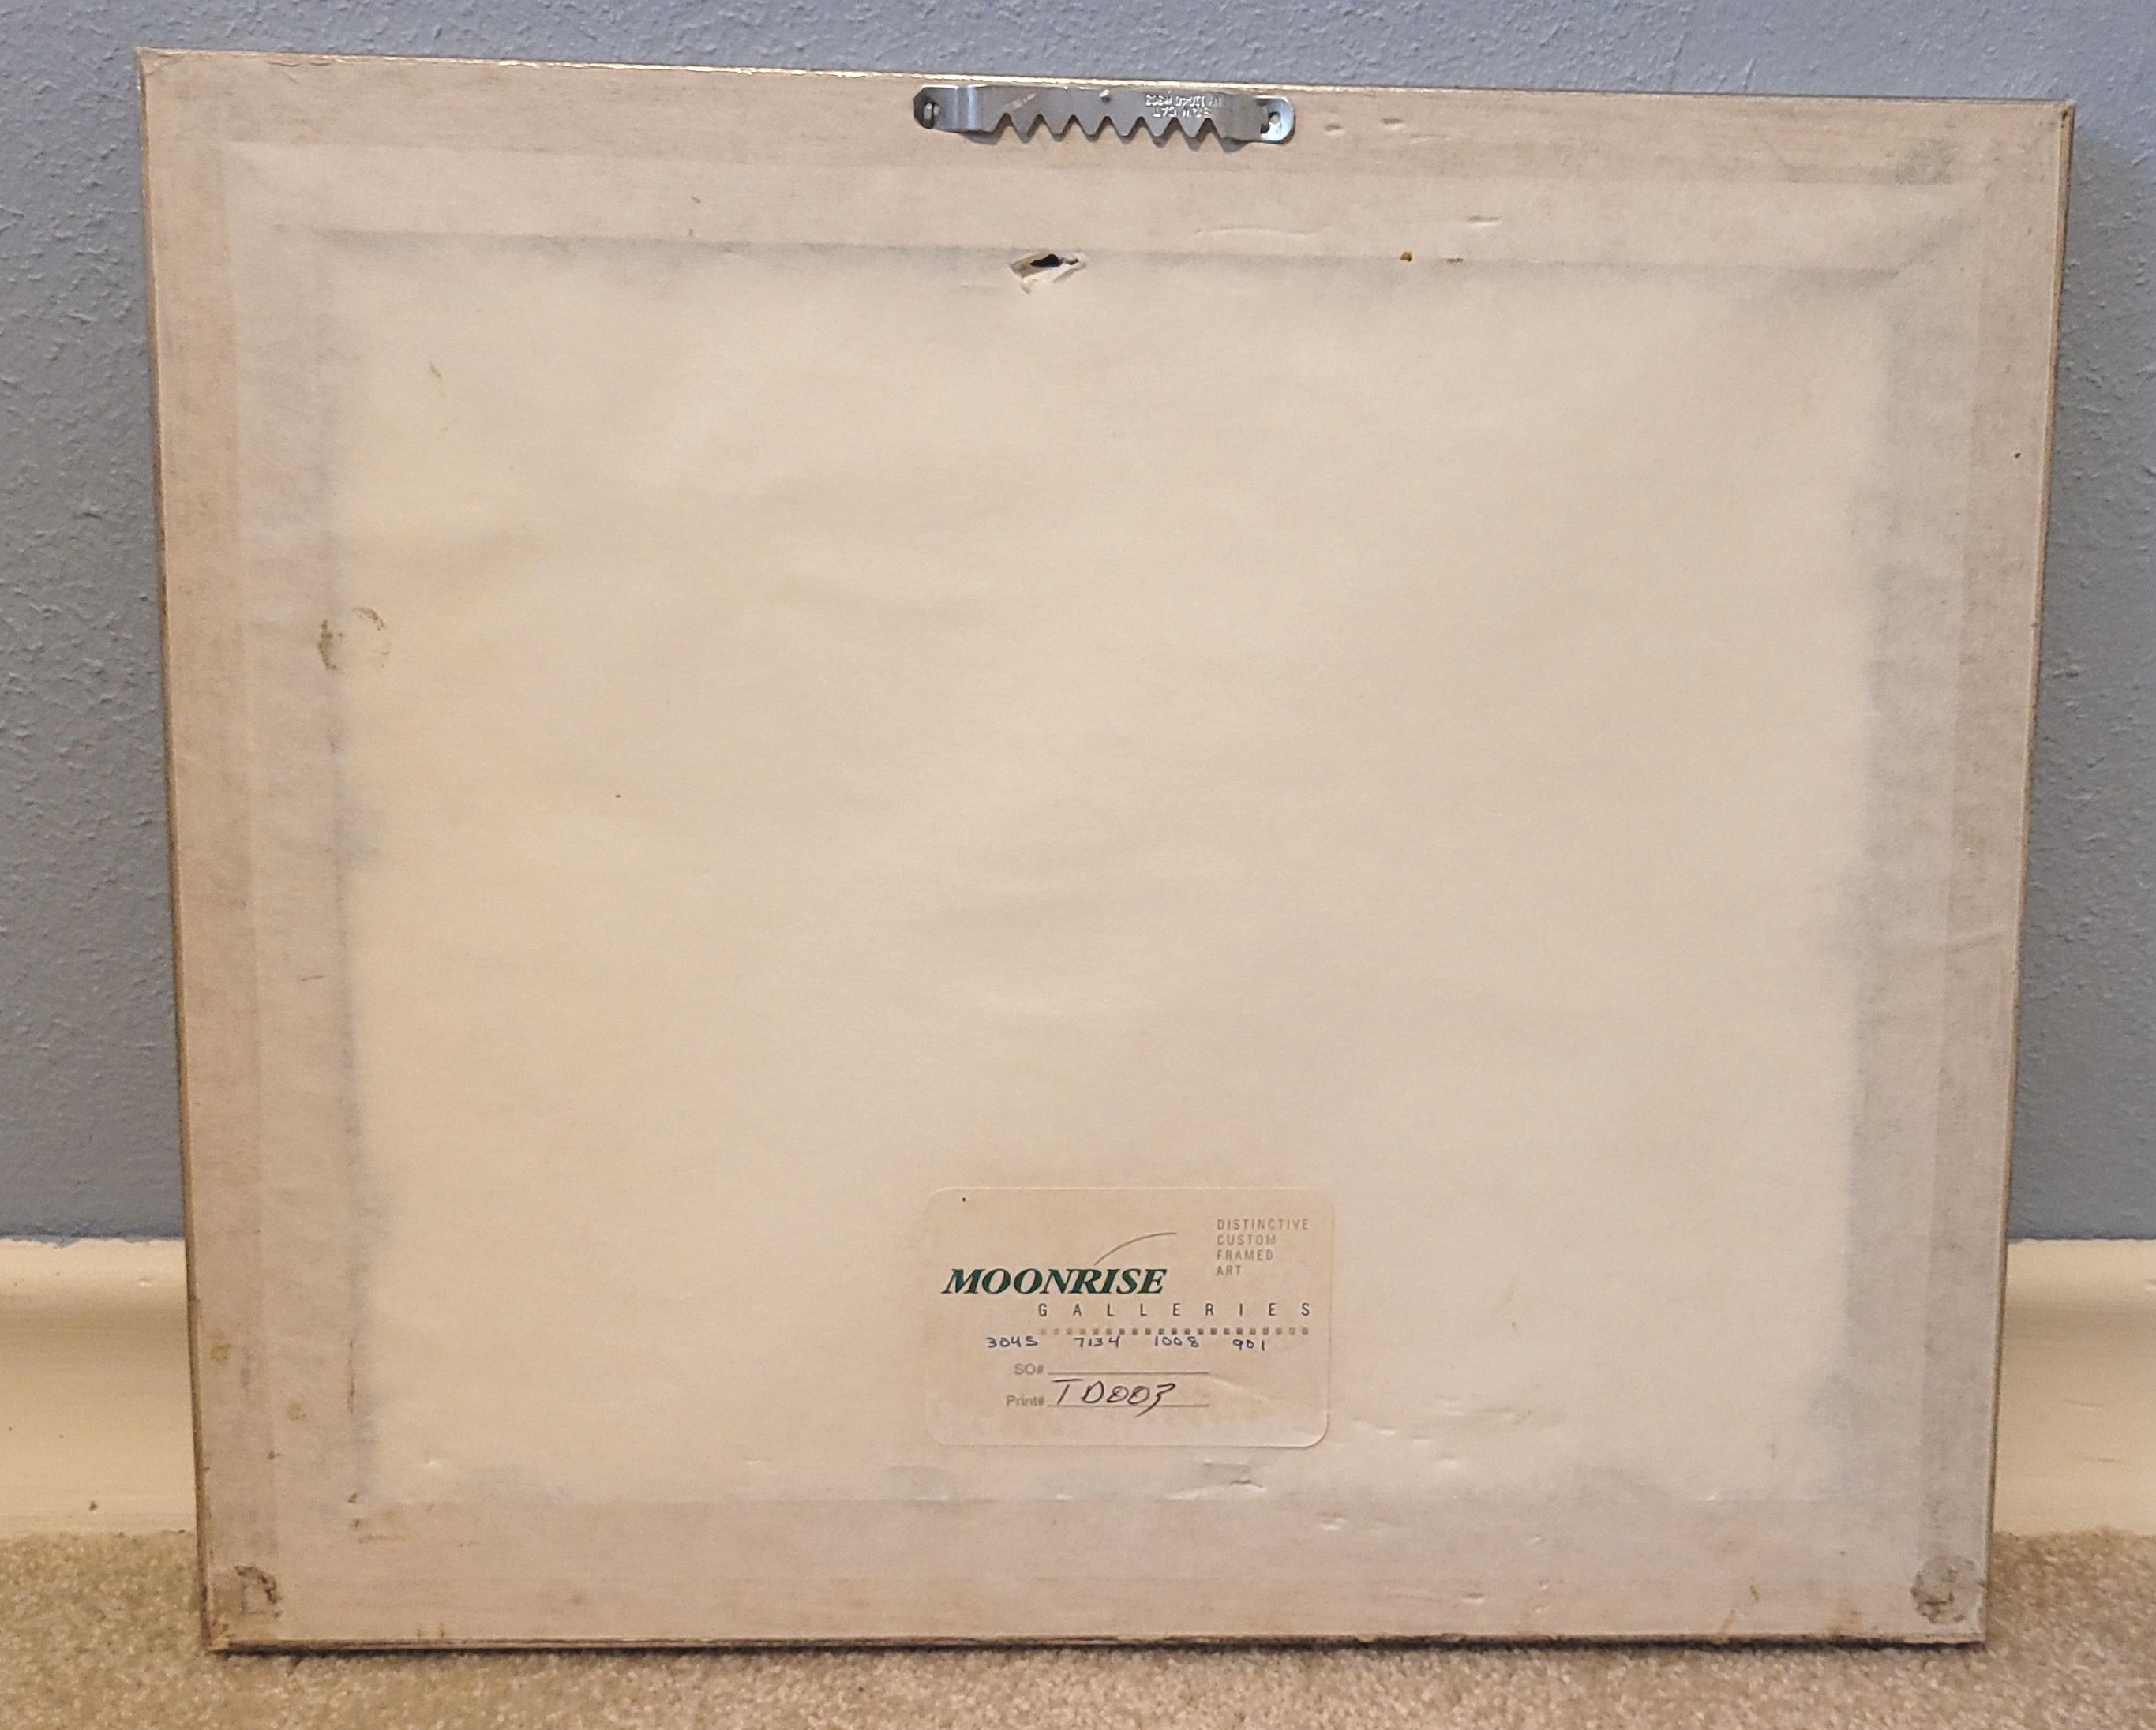 DISTINCTIVE
CUSTOM
FRAMED
ART
MOONRISE
GALLERIES
3045 7134 1008 901
SO#
Print# TD003